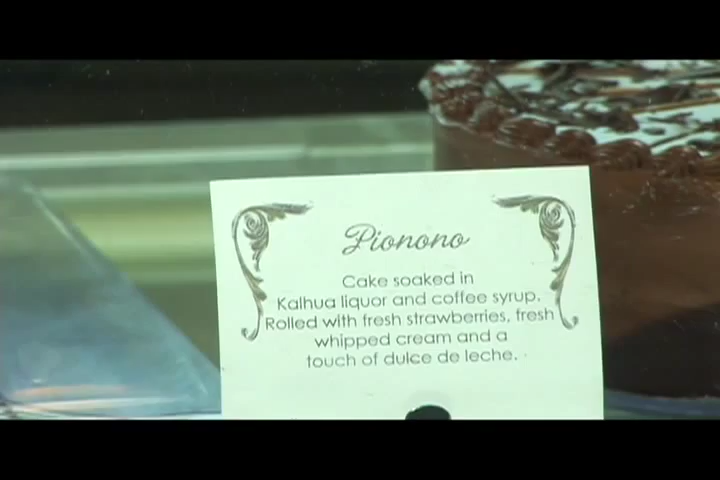 Pionono
Cake soaked in
Kalhua liquor and coffee syrup.
Rolled with fresh strawberries, fresh
whipped cream and a
touch of dulce de leche.